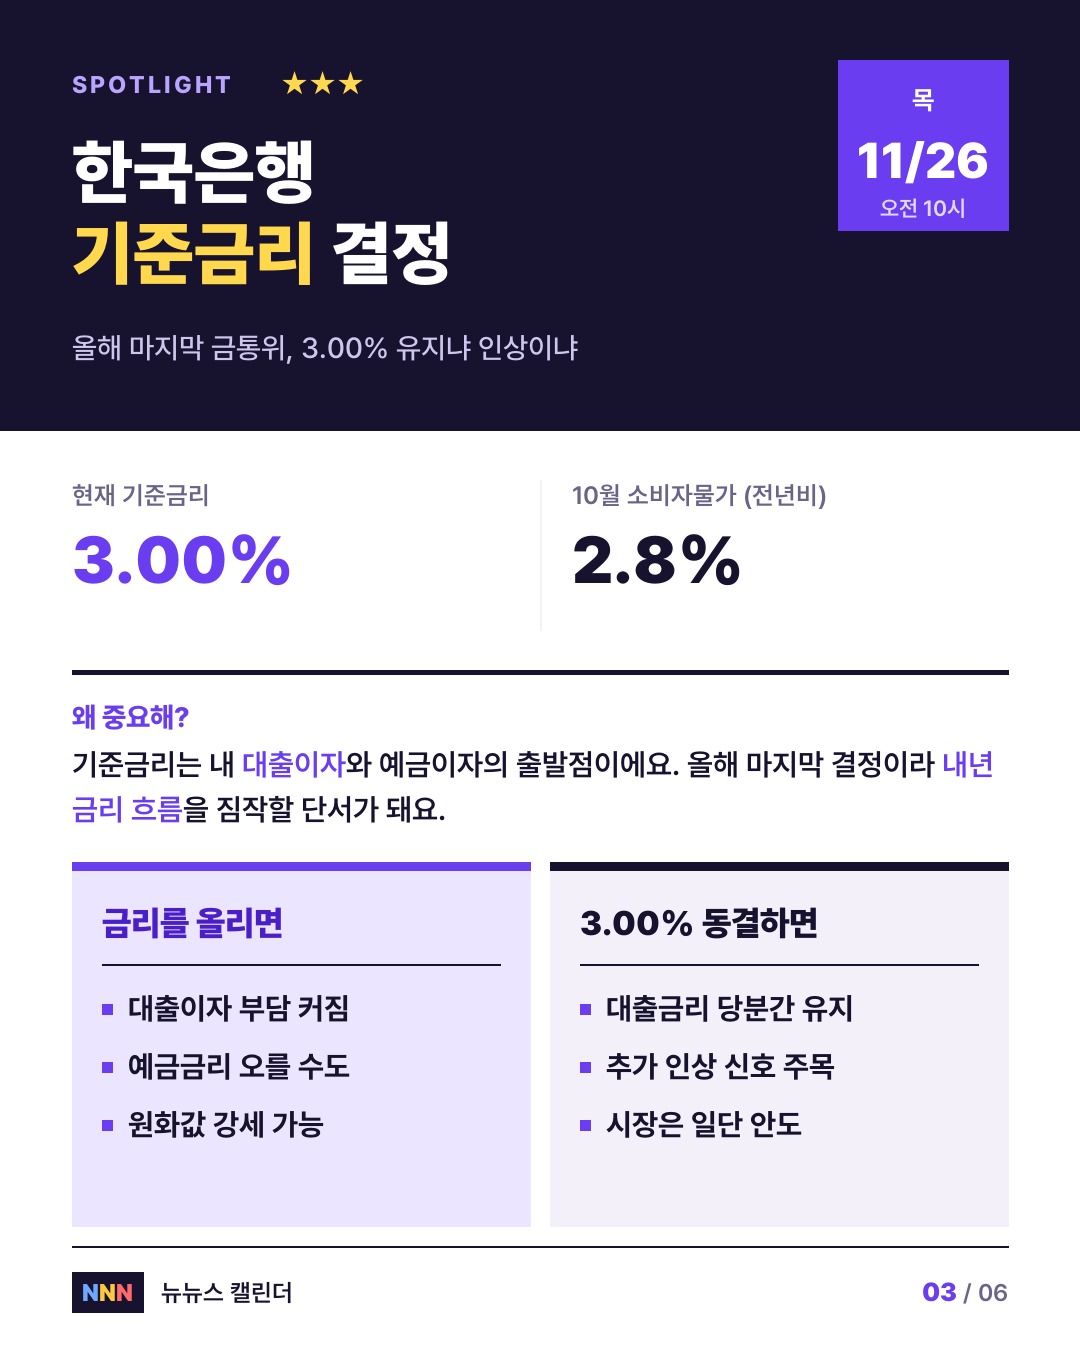 SPOTLIGHT ★★★
한국은행
기준금리 결정
올해 마지막 금통위, 3.00% 유지냐 인상이냐
목
11/26
오전 10시
현재 기준금리
3.00%
10월 소비자물가 (전년비)
2.8%
왜 중요해?
기준금리는 내 대출이자와 예금이자의 출발점이에요. 올해 마지막 결정이라 내년
금리 흐름을 짐작할 단서가 돼요.
금리를 올리면
대출이자 부담 커짐
예금금리 오를 수도
원화값 강세 가능
3.00% 동결하면
대출금리 당분간 유지
추가 인상 신호 주목
시장은 일단 안도
NNN 뉴뉴스 캘린더
03 / 06